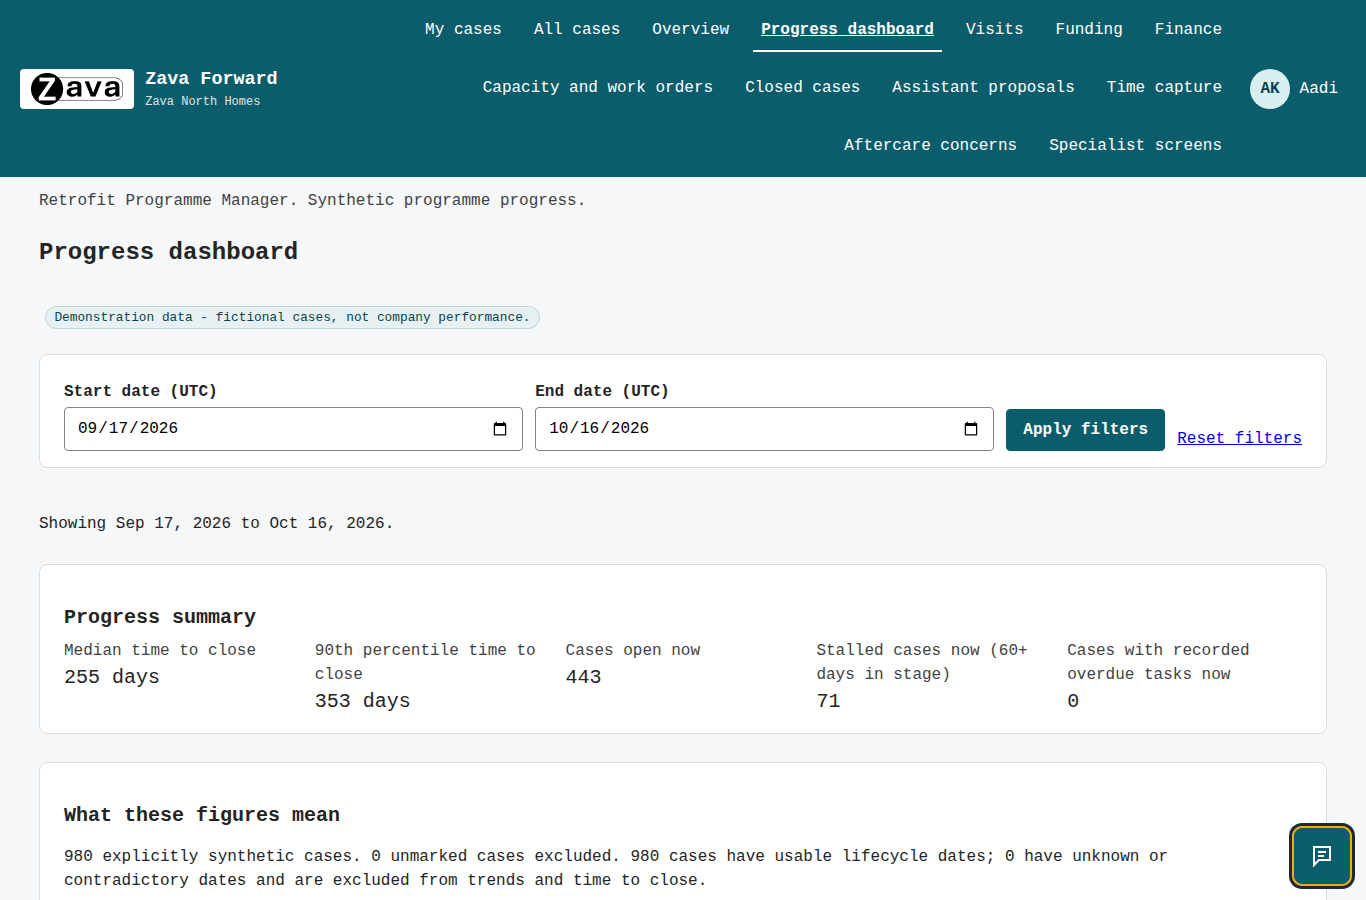 My cases All cases Overview Progress dashboard Visits Funding Finance
Zava
Zava Forward
Zava North Homes
Capacity and work orders Closed cases Assistant proposals Time capture
AK Aadi
Aftercare concerns Specialist screens
Retrofit Programme Manager. Synthetic programme progress.
Progress dashboard
Demonstration data - fictional cases, not company performance.
Start date (UTC) End date (UTC)
09/17/2026 10/16/2026 Apply filters Reset filters
Showing Sep 17, 2026 to Oct 16, 2026.
Progress summary
Median time to close
255 days
90th percentile time to
close
353 days
Cases open now
443
Stalled cases now (60+
days in stage)
71
Cases with recorded
overdue tasks now
0
What these figures mean
980 explicitly synthetic cases. 0 unmarked cases excluded. 980 cases have usable lifecycle dates; 0 have unknown or
contradictory dates and are excluded from trends and time to close.